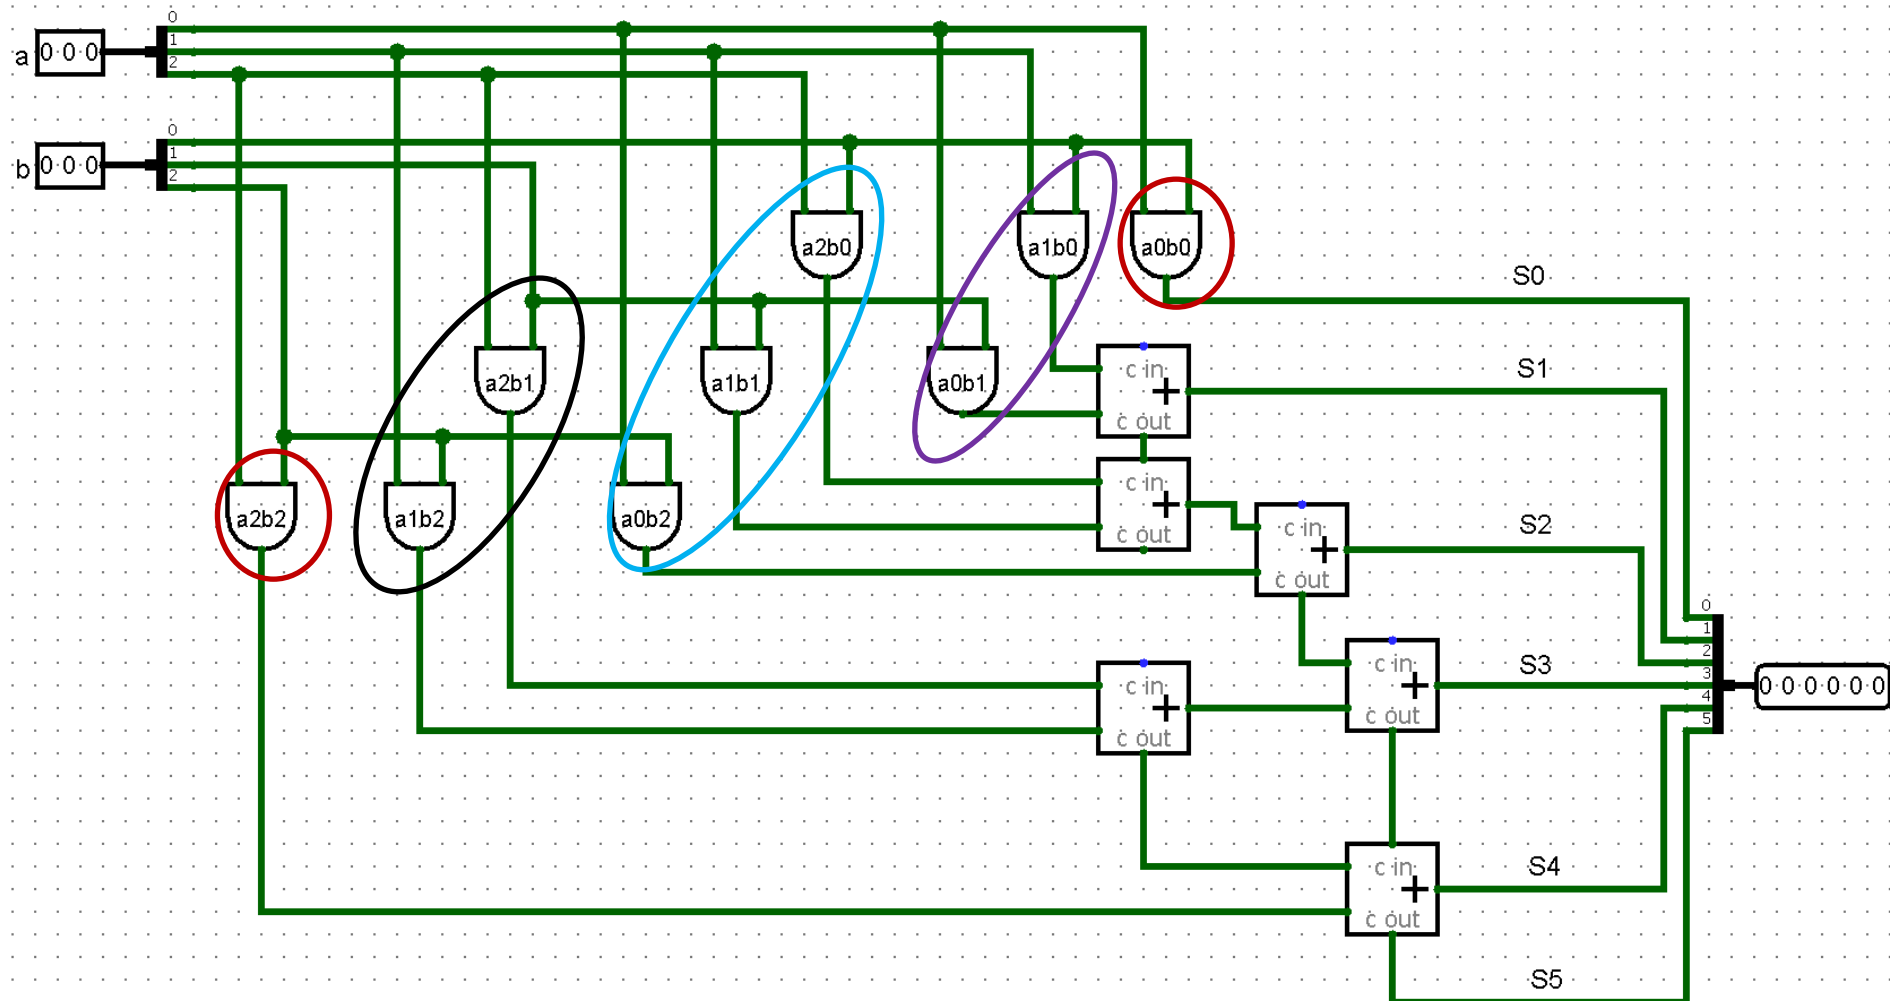 0
1
2
a 0 0 0
0
1
2
b 0 0 0
a2b0
a1b0
a0b0
S0
a2b1
a1b1
a0b1
c in
+
c out
S1
a2b2
a1b2
a0b2
c in
+
c out
c in
+
c out
S2
0
1
2
3
4
5
0 0 0 0 0 0
c in
+
c out
S3
c in
+
c out
c in
+
c out
S4
S5